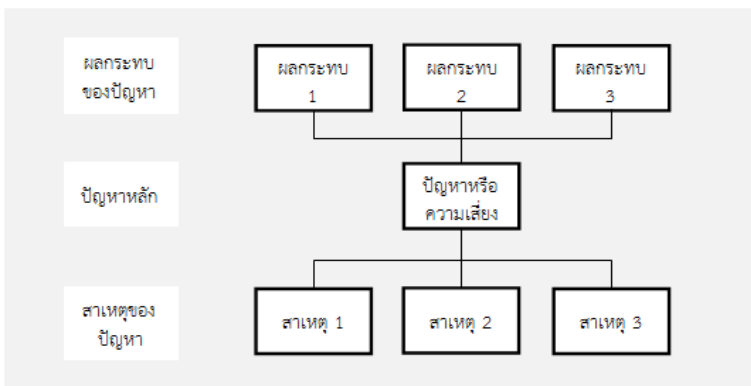 ผลกระทบ
ของปัญหา
ผลกระทบ
1
ผลกระทบ
2
ผลกระทบ
3
ปัญหาหลัก
ปัญหาหรือ
ความเสี่ยง
สาเหตุของ
ปัญหา
สาเหตุ 1
สาเหตุ 2
สาเหตุ 3